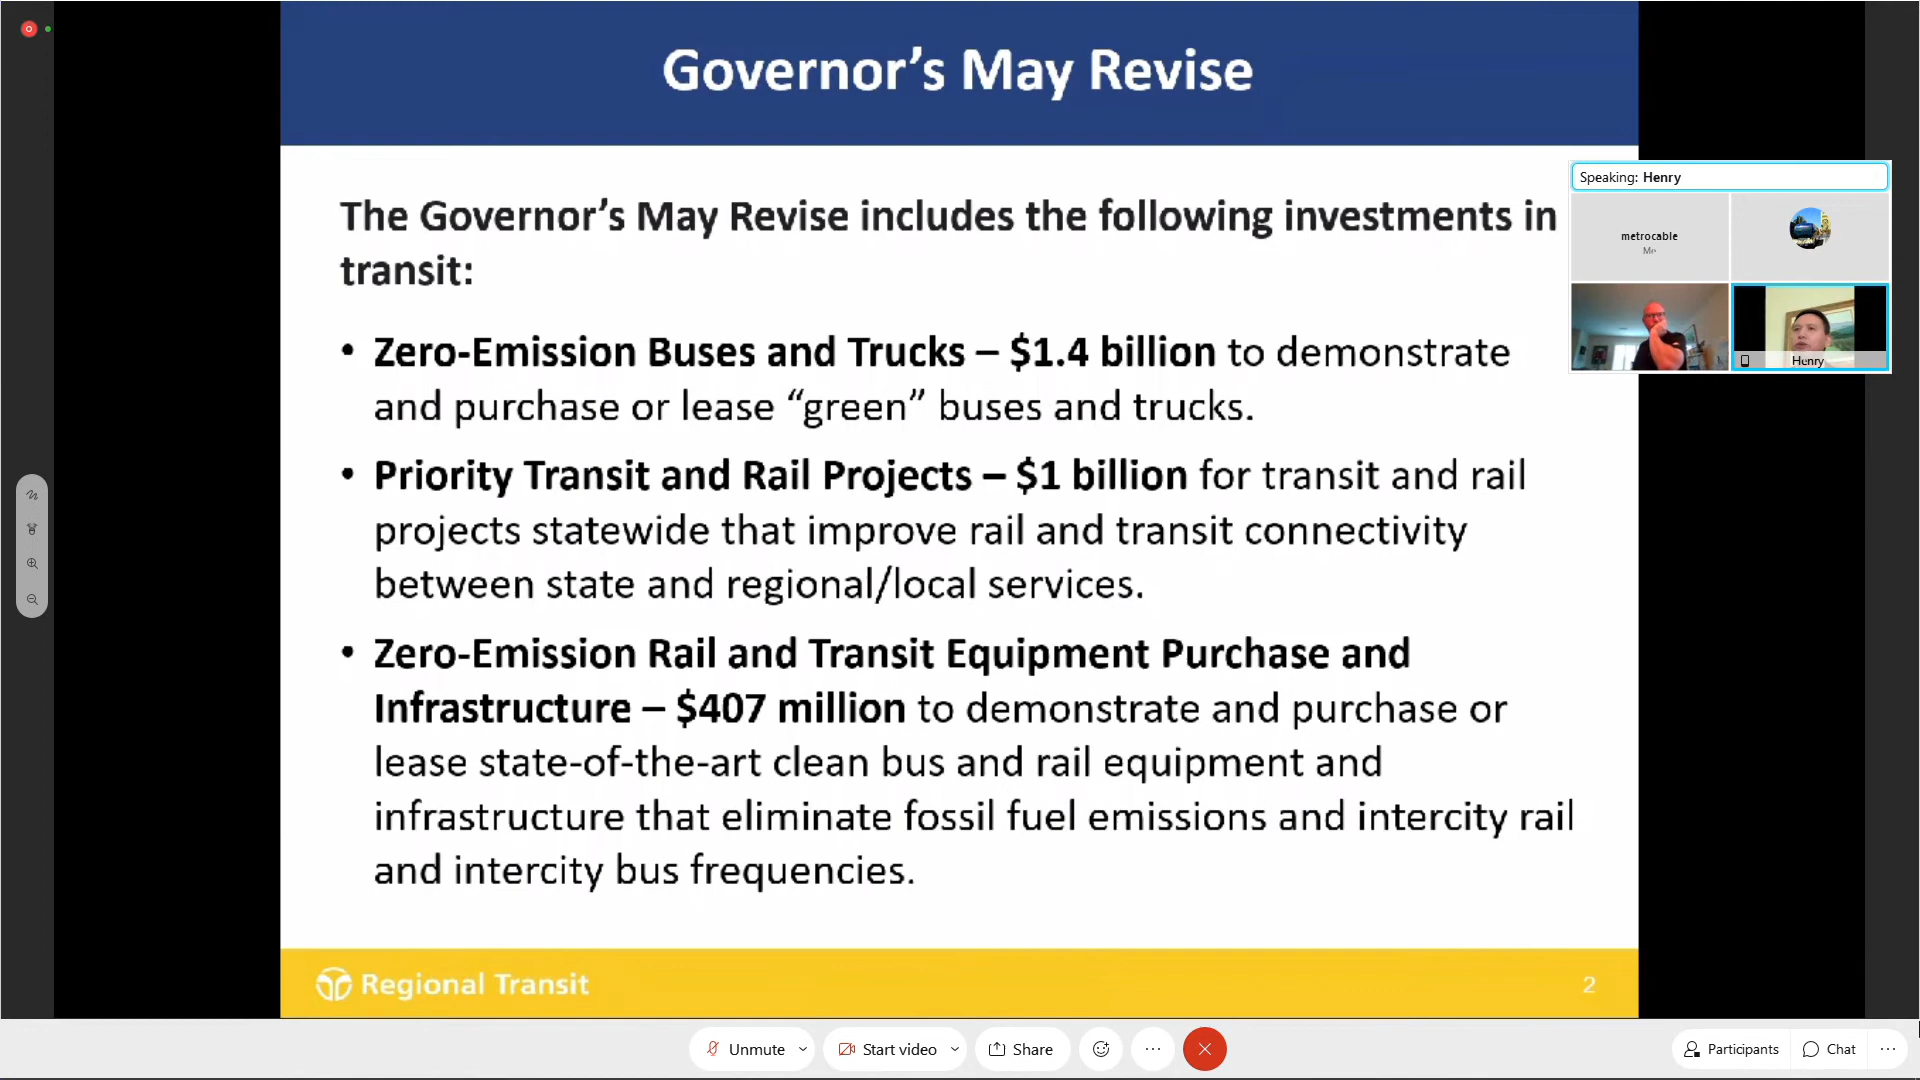 Governor’s May Revise
The Governor’s May Revise includes the following investments in
transit:
• Zero-Emission Buses and Trucks – $1.4 billion to demonstrate
and purchase or lease “green” buses and trucks.
• Priority Transit and Rail Projects – $1 billion for transit and rail
projects statewide that improve rail and transit connectivity
between state and regional/local services.
• Zero-Emission Rail and Transit Equipment Purchase and
Infrastructure – $407 million to demonstrate and purchase or
lease state-of-the-art clean bus and rail equipment and
infrastructure that eliminate fossil fuel emissions and intercity rail
and intercity bus frequencies.
Regional Transit
2
Speaking: Henry
metrocable
Me
Henry
Unmute
Start video
Share
Participants
Chat